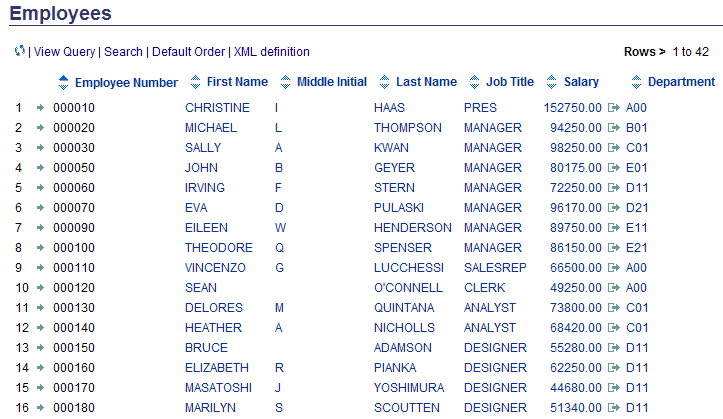 Employees
| View Query | Search | Default Order | XML definition Rows > 1 to 42
Employee Number First Name Middle Initial Last Name Job Title Salary Department
1 000010 CHRISTINE I HAAS PRES 152750.00 A00
2 000020 MICHAEL L THOMPSON MANAGER 94250.00 B01
3 000030 SALLY A KWAN MANAGER 98250.00 C01
4 000050 JOHN B GEYER MANAGER 80175.00 E01
5 000060 IRVING F STERN MANAGER 72250.00 D11
6 000070 EVA D PULASKI MANAGER 96170.00 D21
7 000090 EILEEN W HENDERSON MANAGER 89750.00 E11
8 000100 THEODORE Q SPENSER MANAGER 86150.00 E21
9 000110 VINCENZO G LUCCHESSI SALESREP 66500.00 A00
10 000120 SEAN O'CONNELL CLERK 49250.00 A00
11 000130 DELORES M QUINTANA ANALYST 73800.00 C01
12 000140 HEATHER A NICHOLLS ANALYST 68420.00 C01
13 000150 BRUCE ADAMSON DESIGNER 55280.00 D11
14 000160 ELIZABETH R PIANKA DESIGNER 62250.00 D11
15 000170 MASATOSHI J YOSHIMURA DESIGNER 44680.00 D11
16 000180 MARILYN S SCOUTTEN DESIGNER 51340.00 D11